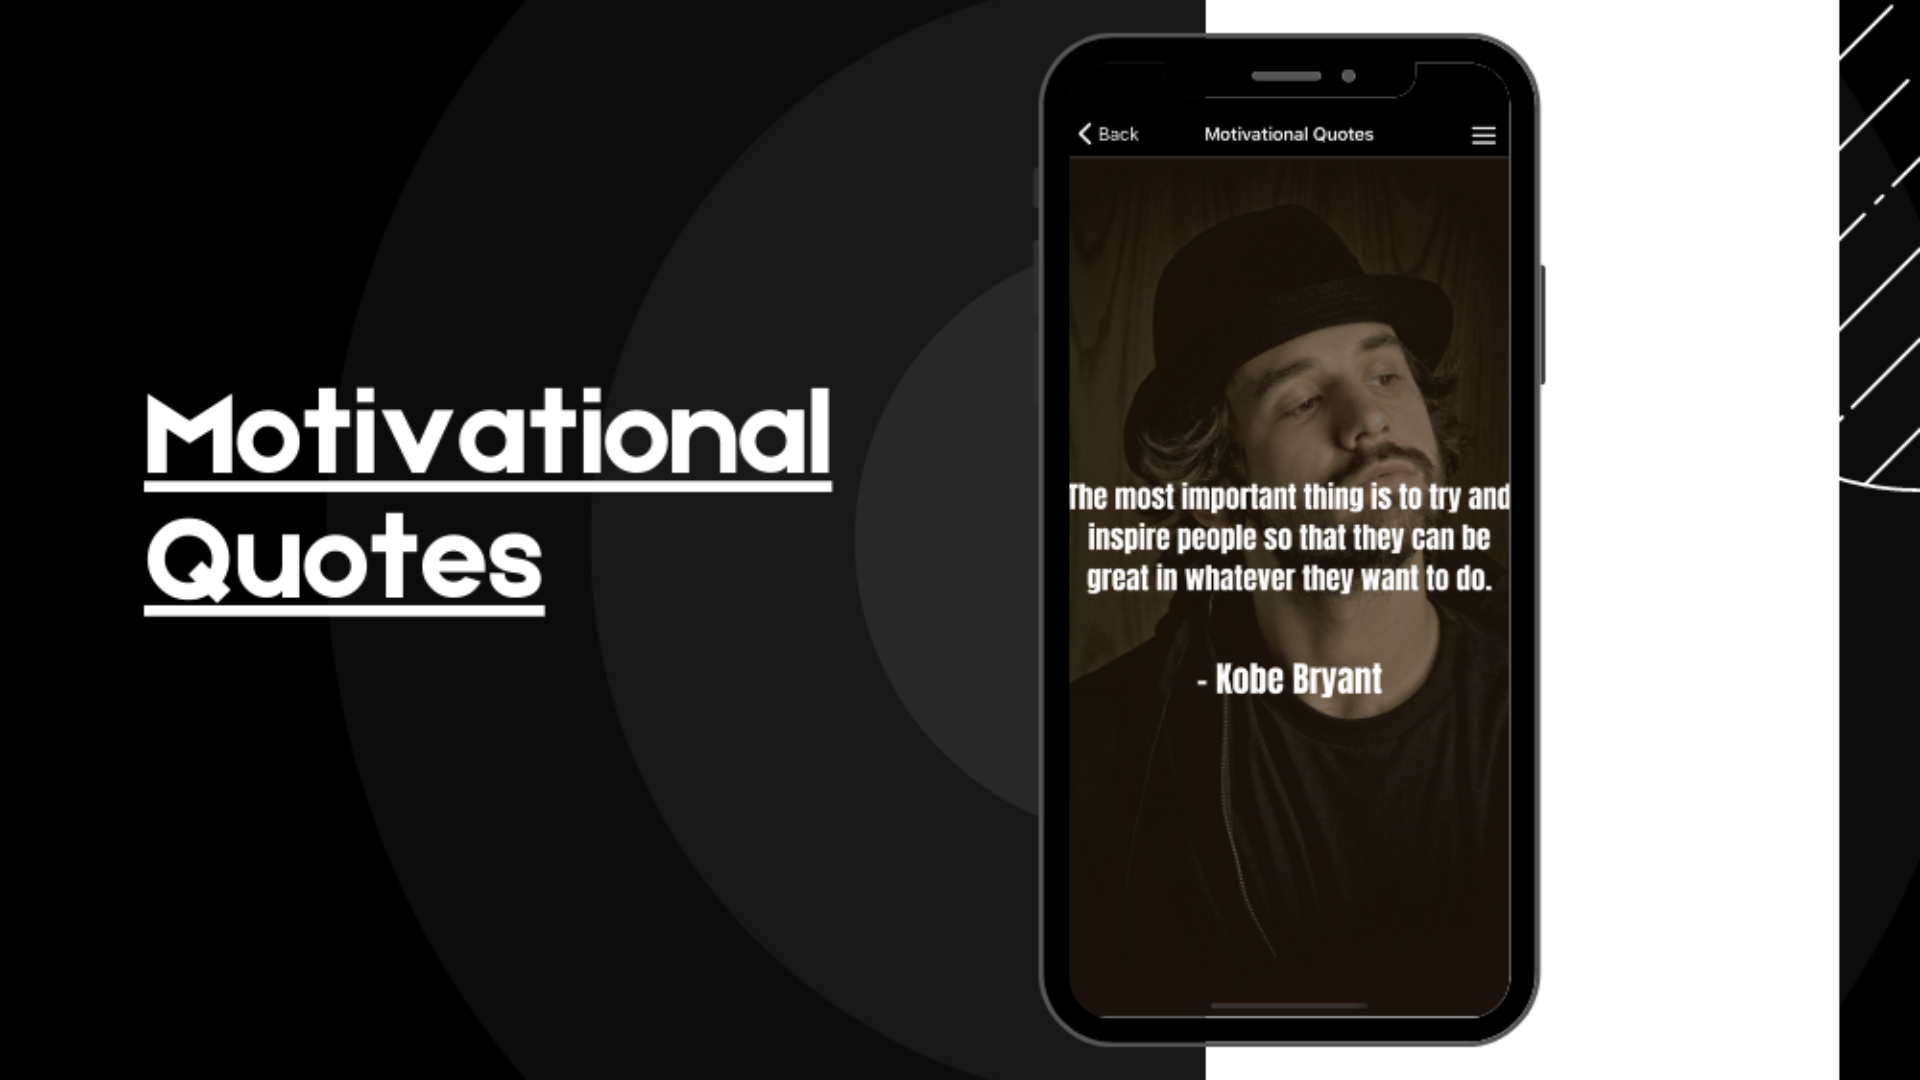 Motivational
Quotes
Back
Motivational Quotes
The most important thing is to try and
inspire people so that they can be
great in whatever they want to do.
- Kobe Bryant